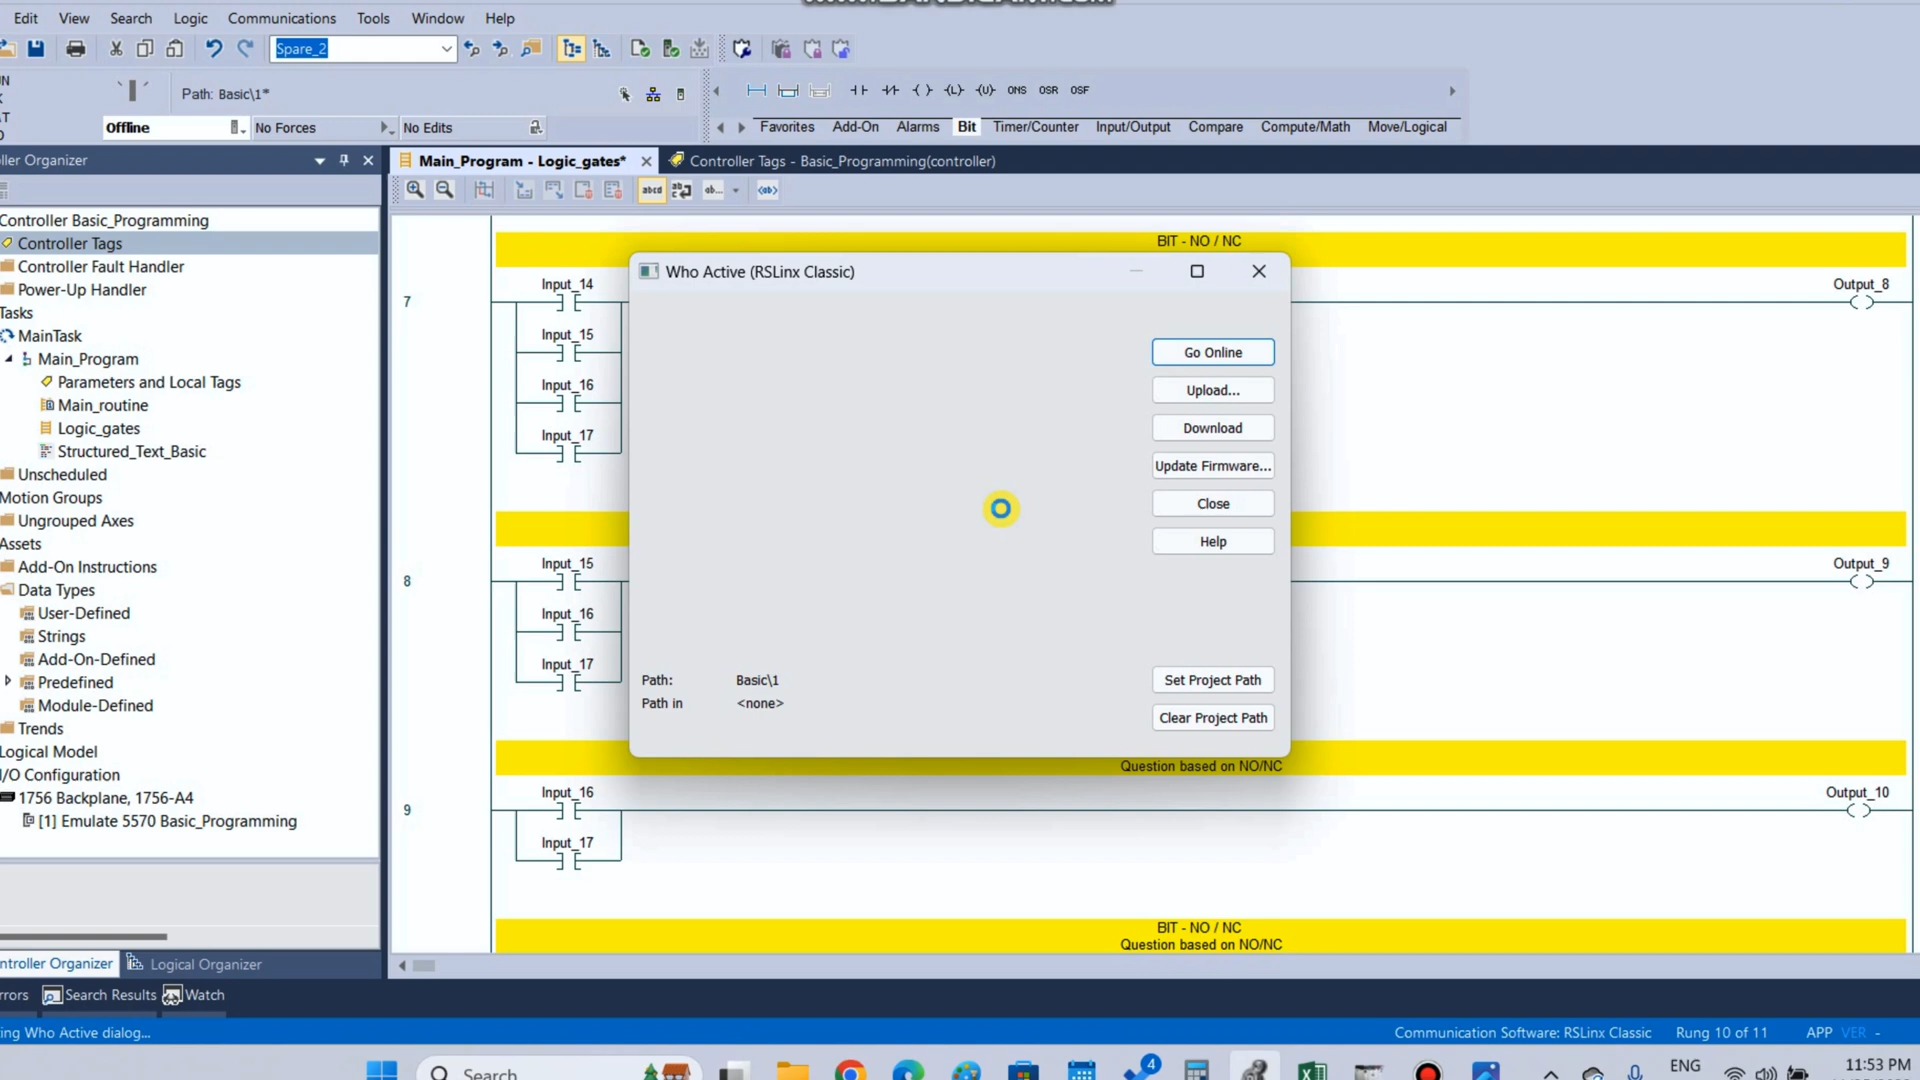 Edit View Search Logic Communications Tools Window Help
Spare_2
Path: Basic\1*
ONS OSR OSF
Offline No Forces No Edits
Favorites Add-On Alarms Bit Timer/Counter Input/Output Compare Compute/Math Move/Logical
ller Organizer
Main_Program - Logic_gates*
Controller Tags - Basic_Programming(controller)
abcd
ab...
Controller Basic_Programming
Controller Tags
Controller Fault Handler
Power-Up Handler
Tasks
MainTask
Main_Program
Parameters and Local Tags
Main_routine
Logic_gates
Structured_Text_Basic
Unscheduled
Motion Groups
Ungrouped Axes
Assets
Add-On Instructions
Data Types
User-Defined
Strings
Add-On-Defined
Predefined
Module-Defined
Trends
Logical Model
I/O Configuration
1756 Backplane, 1756-A4
[1] Emulate 5570 Basic_Programming
ntroller Organizer
Logical Organizer
BIT - NO / NC
7
Input_14
Output_8
Input_15
Input_16
Input_17
8
Input_15
Output_9
Input_16
Input_17
Question based on NO/NC
9
Input_16
Output_10
Input_17
BIT - NO / NC
Question based on NO/NC
Who Active (RSLinx Classic)
Go Online
Upload...
Download
Update Firmware...
Close
Help
Path: Basic\1
Path in <none>
Set Project Path
Clear Project Path
rrors Search Results Watch
ing Who Active dialog...
Communication Software: RSLinx Classic Rung 10 of 11 APP VER -
Search
4
ENG
11:53 PM